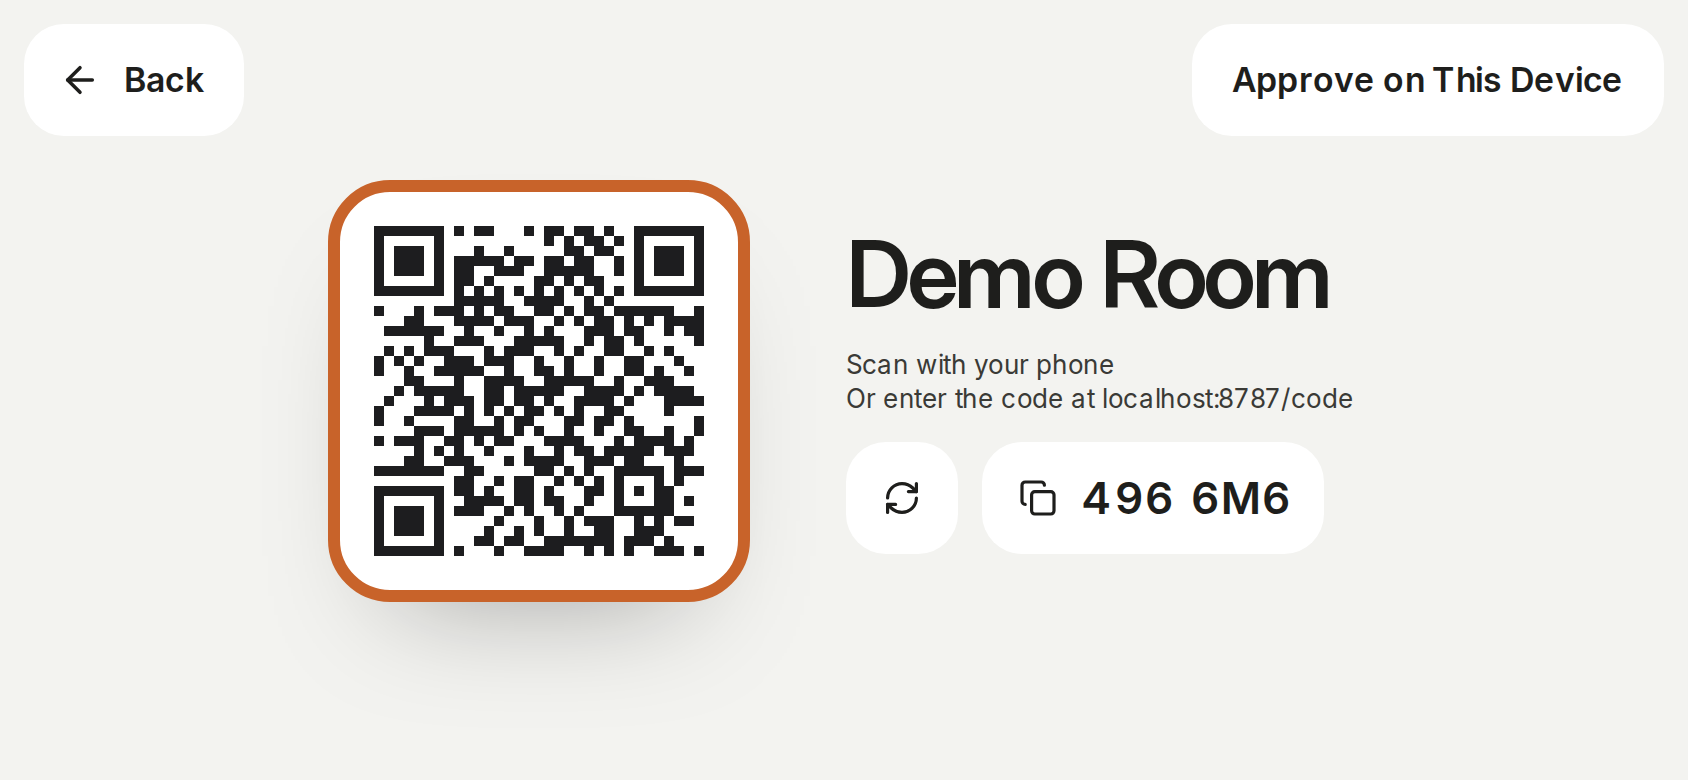 Back
Approve on This Device
Demo Room
Scan with your phone
Or enter the code at localhost:8787/code
496 6M6